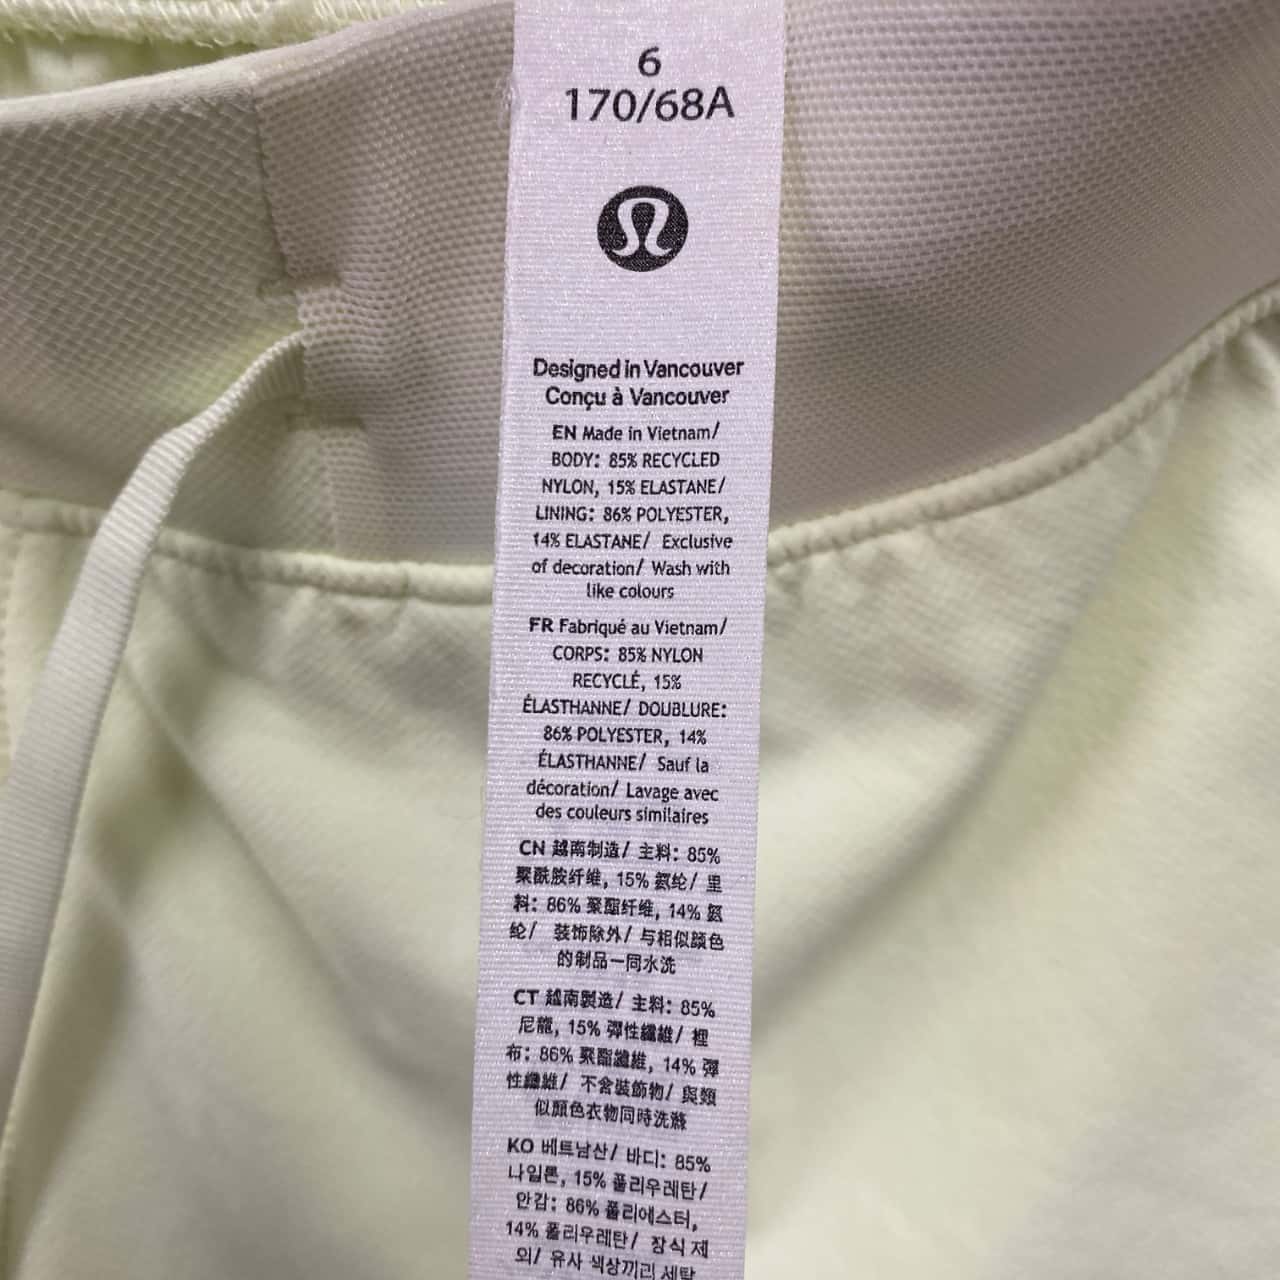 6
170/68A
Designed in Vancouver
Conçu à Vancouver
EN Made in Vietnam/
BODY: 85% RECYCLED
NYLON, 15% ELASTANE/
LINING: 86% POLYESTER,
14% ELASTANE/ Exclusive
of decoration/ Wash with
like colours
FR Fabriqué au Vietnam/
CORPS: 85% NYLON
RECYCLÉ, 15%
ÉLASTHANNE/ DOUBLURE:
86% POLYESTER, 14%
ÉLASTHANNE/ Sauf la
décoration/ Lavage avec
des couleurs similaires
CN 越南制造/ 主料: 85%
聚酰胺纤维, 15% 氨纶/ 里
料: 86% 聚酯纤维, 14% 氨
纶/ 装饰除外/ 与相似颜色
的制品一同水洗
CT 越南製造/ 主料: 85%
尼龍, 15% 彈性纖維/ 裡
布: 86% 聚酯纖維, 14% 彈
性纖維/ 不含裝飾物/ 與類
似顏色衣物同時洗滌
KO 베트남산/ 바디: 85%
나일론, 15% 폴리우레탄/
안감: 86% 폴리에스터,
14% 폴리우레탄/ 장식 제
외/ 유사 색상끼리 세탁